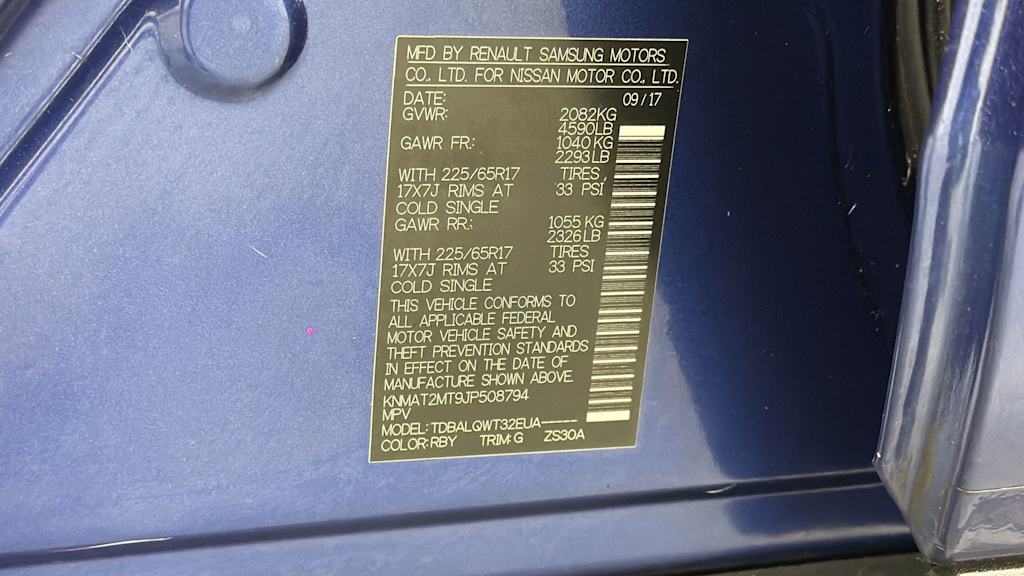 MFD BY RENAULT SAMSUNG MOTORS
CO., LTD. FOR NISSAN MOTOR CO., LTD.
DATE: 09/17
GVWR: 2082KG
4590LB
GAWR FR.: 1040KG
2293LB
WITH 225/65R17 TIRES,
17X7J RIMS AT 33 PSI
COLD SINGLE
GAWR RR.: 1055 KG
2326LB
WITH 225/65R17 TIRES
17X7J RIMS AT 33 PSI
COLD SINGLE
THIS VEHICLE CONFORMS TO
ALL APPLICABLE FEDERAL
MOTOR VEHICLE SAFETY AND
THEFT PREVENTION STANDARDS
IN EFFECT ON THE DATE OF
MANUFACTURE SHOWN ABOVE.
KNMAT2MT9JP508794
MPV
MODEL: TDBALQWT32EUA-----
COLOR: RBY TRIM: G ZS30A